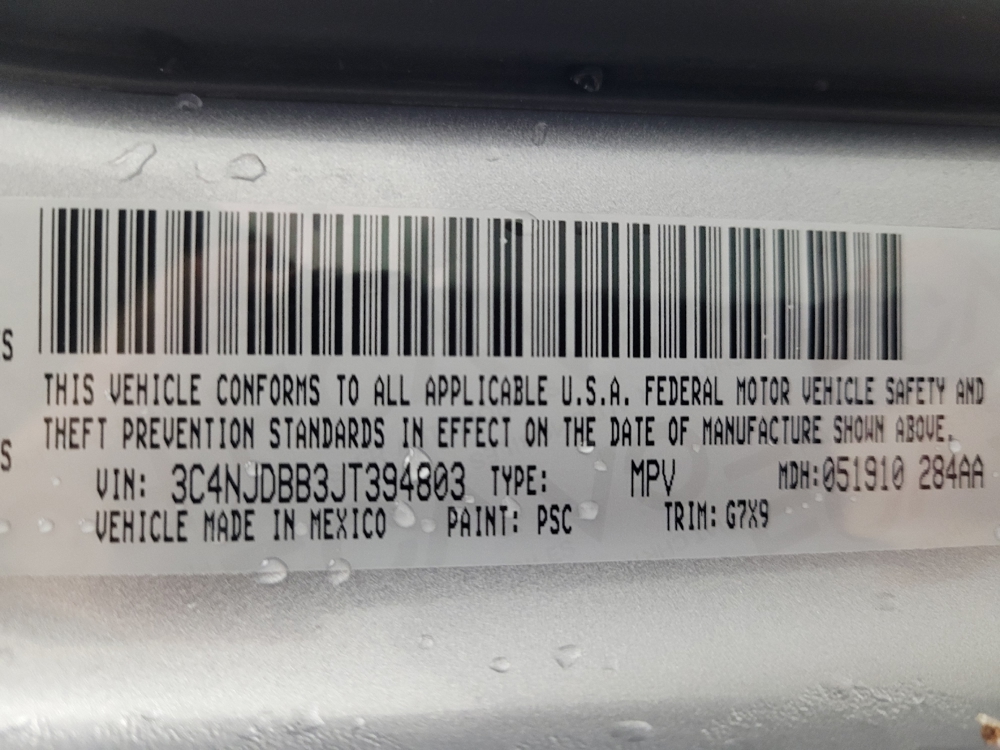 S
THIS VEHICLE CONFORMS TO ALL APPLICABLE U.S.A. FEDERAL MOTOR VEHICLE SAFETY AND
THEFT PREVENTION STANDARDS IN EFFECT ON THE DATE OF MANUFACTURE SHOWN ABOVE.
S
VIN: 3C4NJDBB3JT394803 TYPE: MPV MDH:051910 284AA
VEHICLE MADE IN MEXICO PAINT: PSC TRIM: G7X9